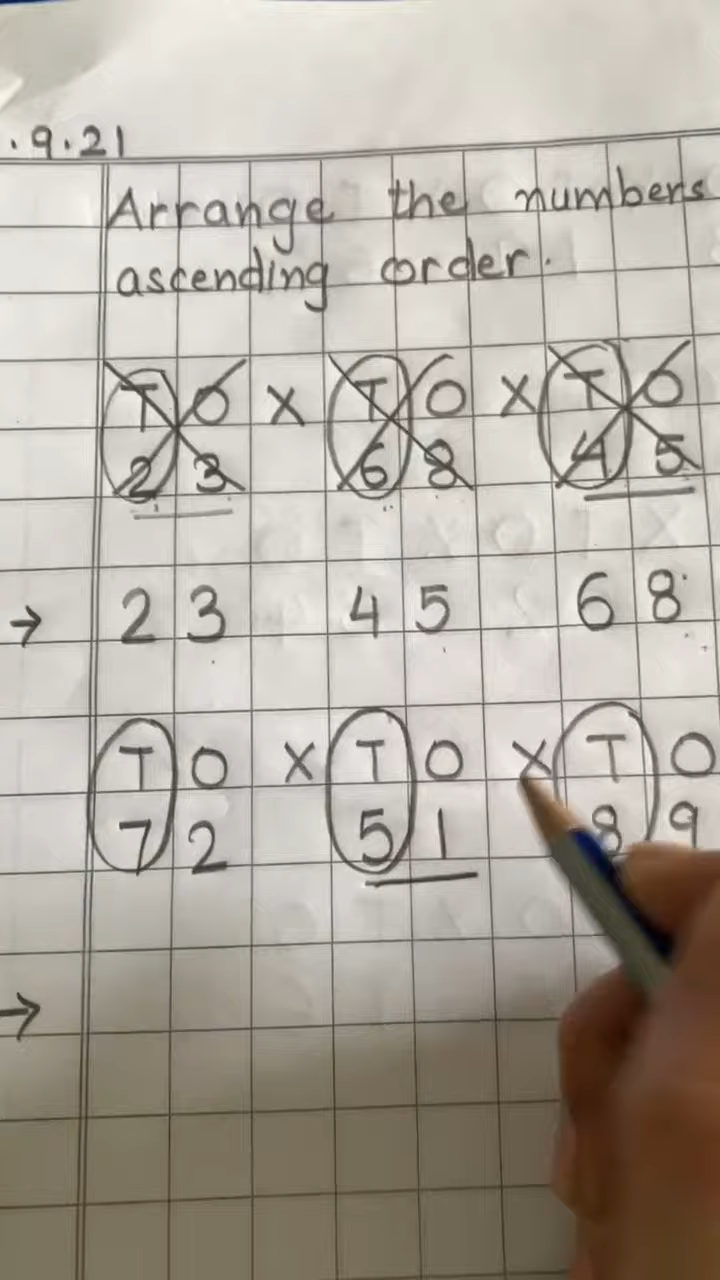 .9.21
Arrange the numbers
ascending order.
T O X T O X T O
2 3 6 8 4 5
→ 2 3 4 5 6 8
T O X T O X T O
7 2 5 1 8 9
→